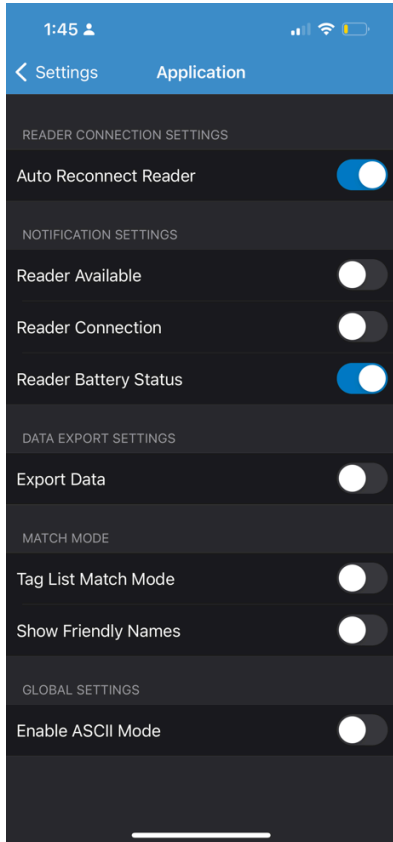 1:45
Settings
Application
READER CONNECTION SETTINGS
Auto Reconnect Reader
NOTIFICATION SETTINGS
Reader Available
Reader Connection
Reader Battery Status
DATA EXPORT SETTINGS
Export Data
MATCH MODE
Tag List Match Mode
Show Friendly Names
GLOBAL SETTINGS
Enable ASCII Mode